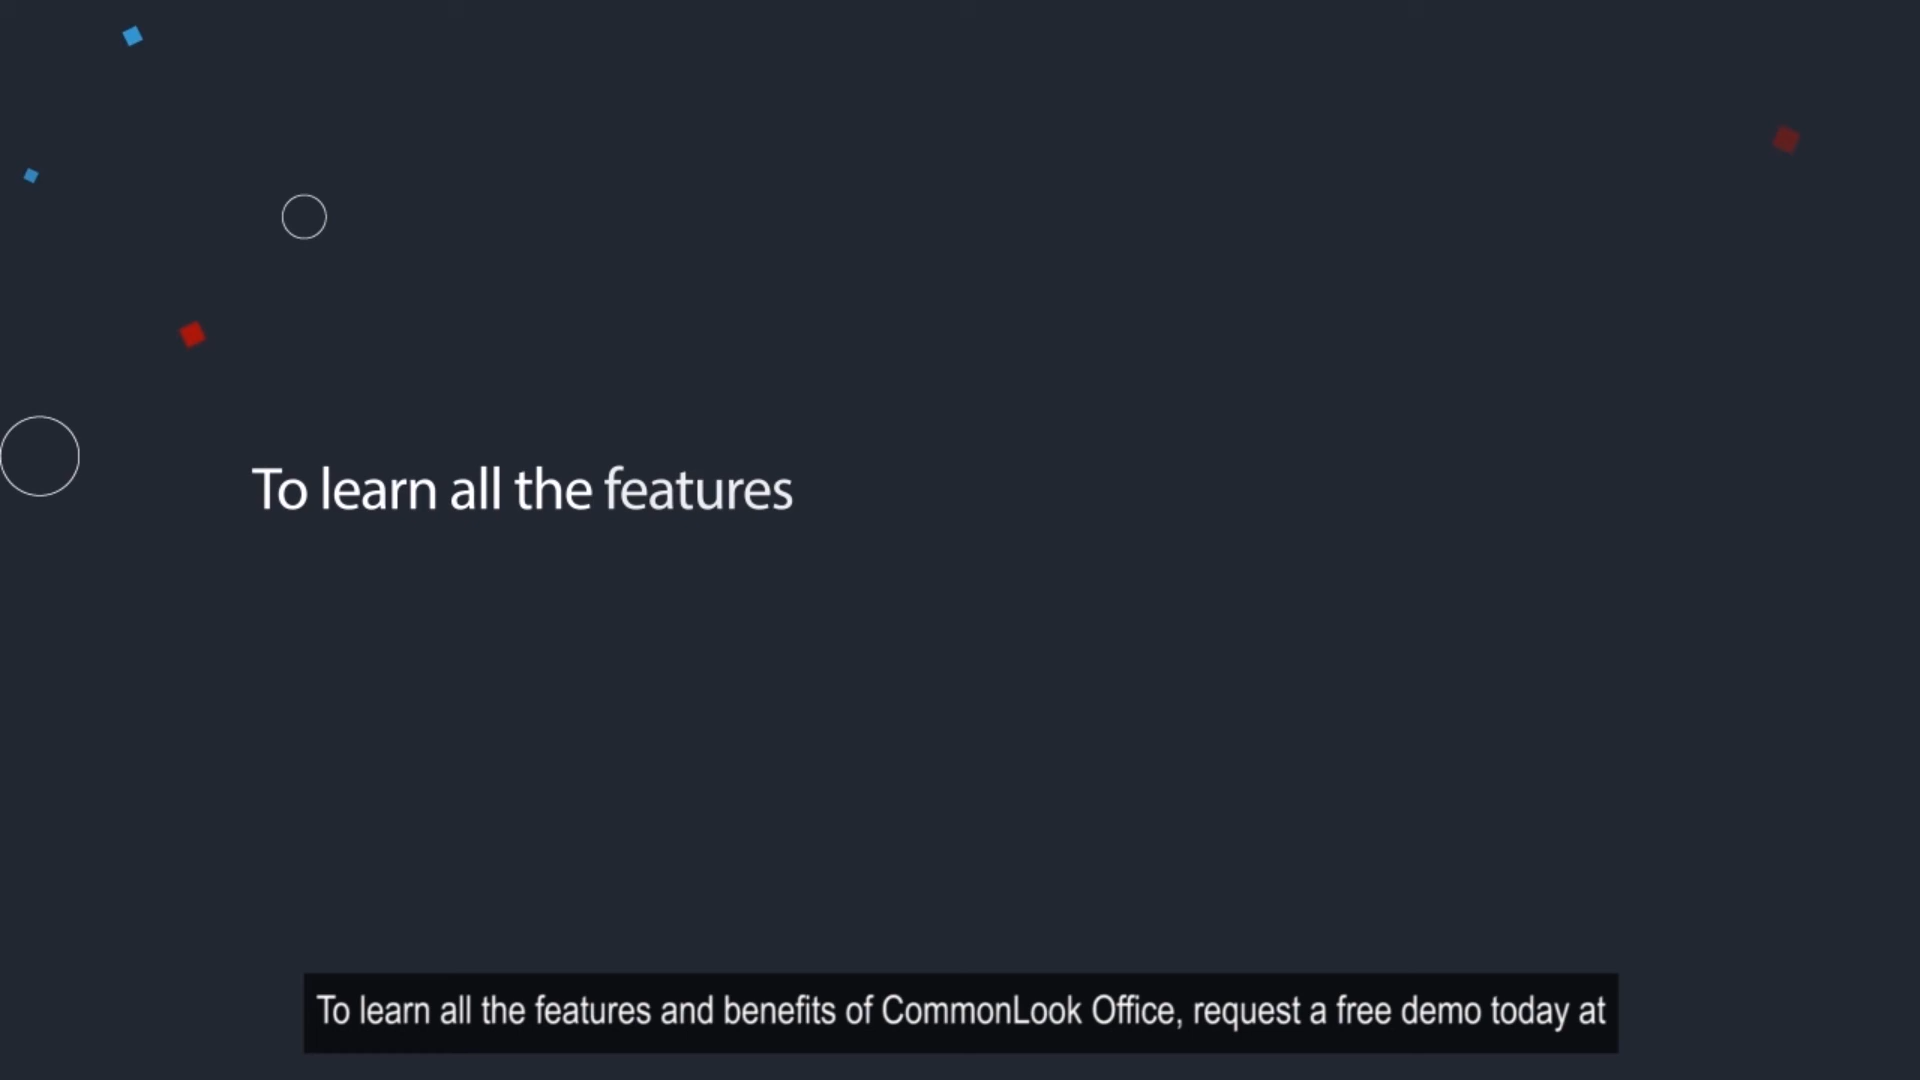 To learn all the features
To learn all the features and benefits of CommonLook Office, request a free demo today at